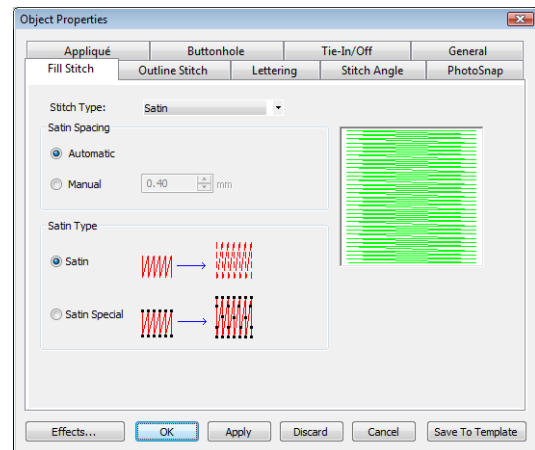 Object Properties
Appliqué Buttonhole Tie-In/Off General
Fill Stitch Outline Stitch Lettering Stitch Angle PhotoSnap
Stitch Type: Satin
Satin Spacing
Automatic
Manual 0.40 mm
Satin Type
Satin
Satin Special
Effects... OK Apply Discard Cancel Save To Template